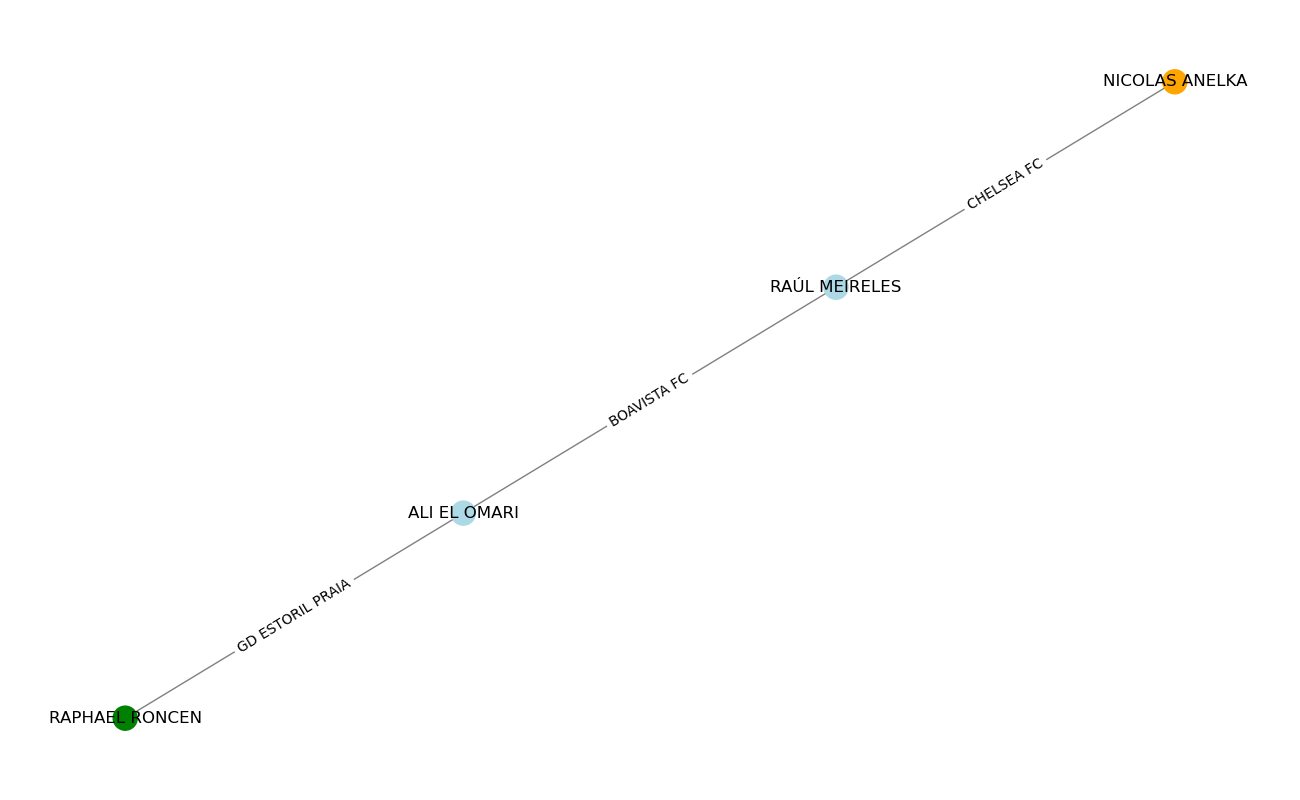 NICOLAS ANELKA
CHELSEA FC
RAÚL MEIRELES
BOAVISTA FC
ALI EL OMARI
GD ESTORIL PRAIA
RAPHAEL RONCEN